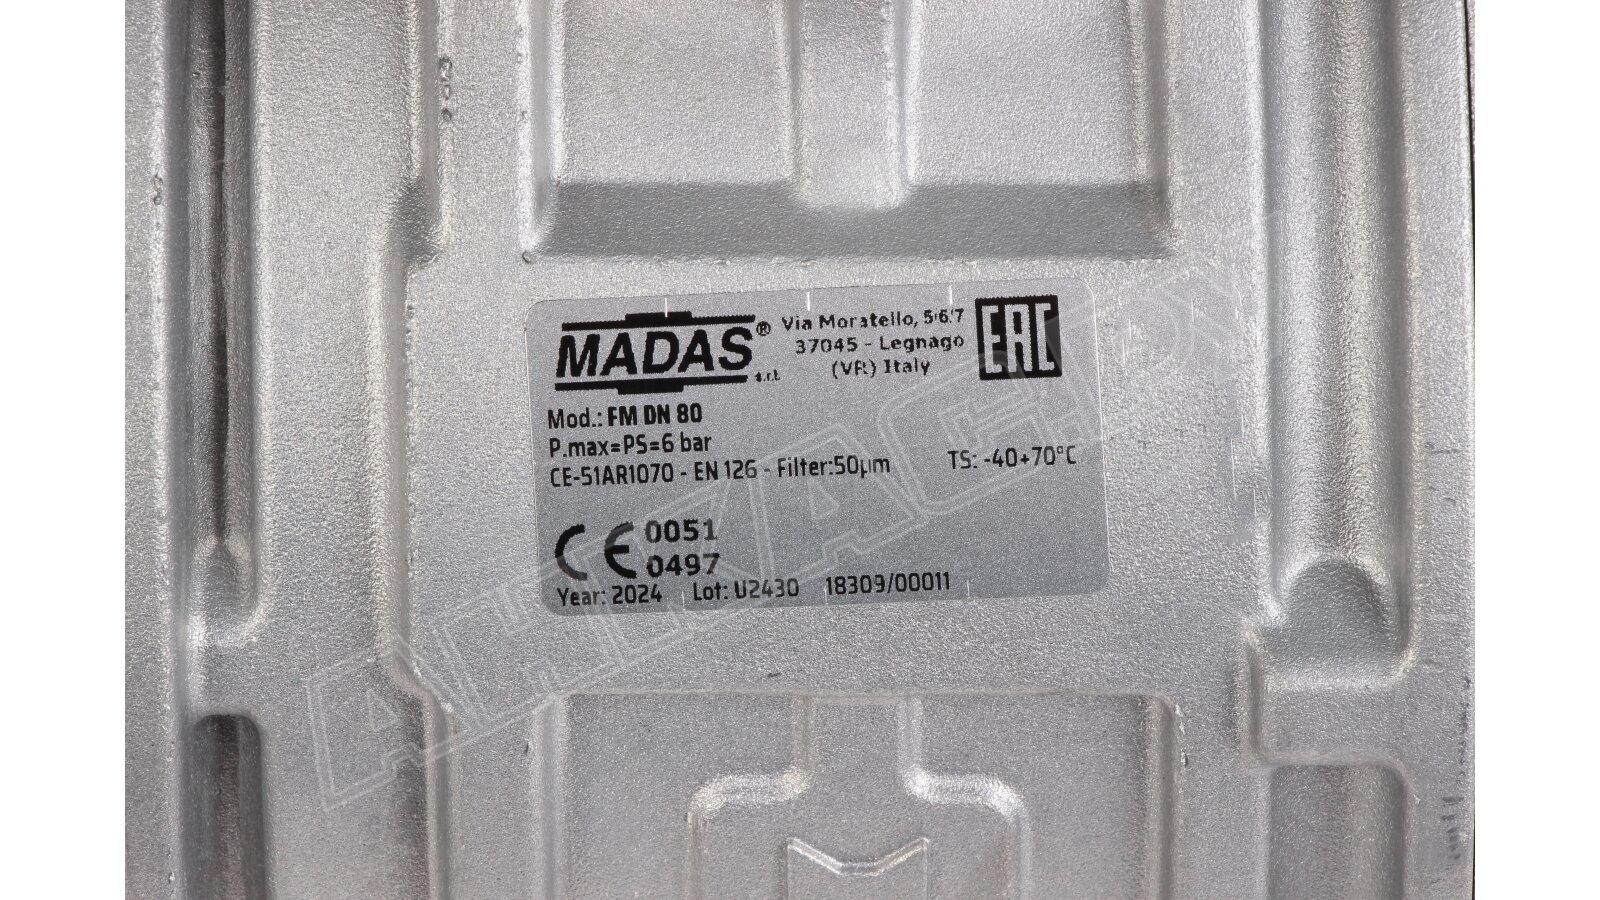 MADAS® s.r.l.
Via Moratello, 5/6/7
37045 - Legnago
(VR) Italy
EAC
Mod.: FM DN 80
P.max=PS=6 bar
CE-51AR1070 - EN 126 - Filter:50µm TS: -40+70°C
CE 0051
0497
Year: 2024 Lot: U2430 18309/00011